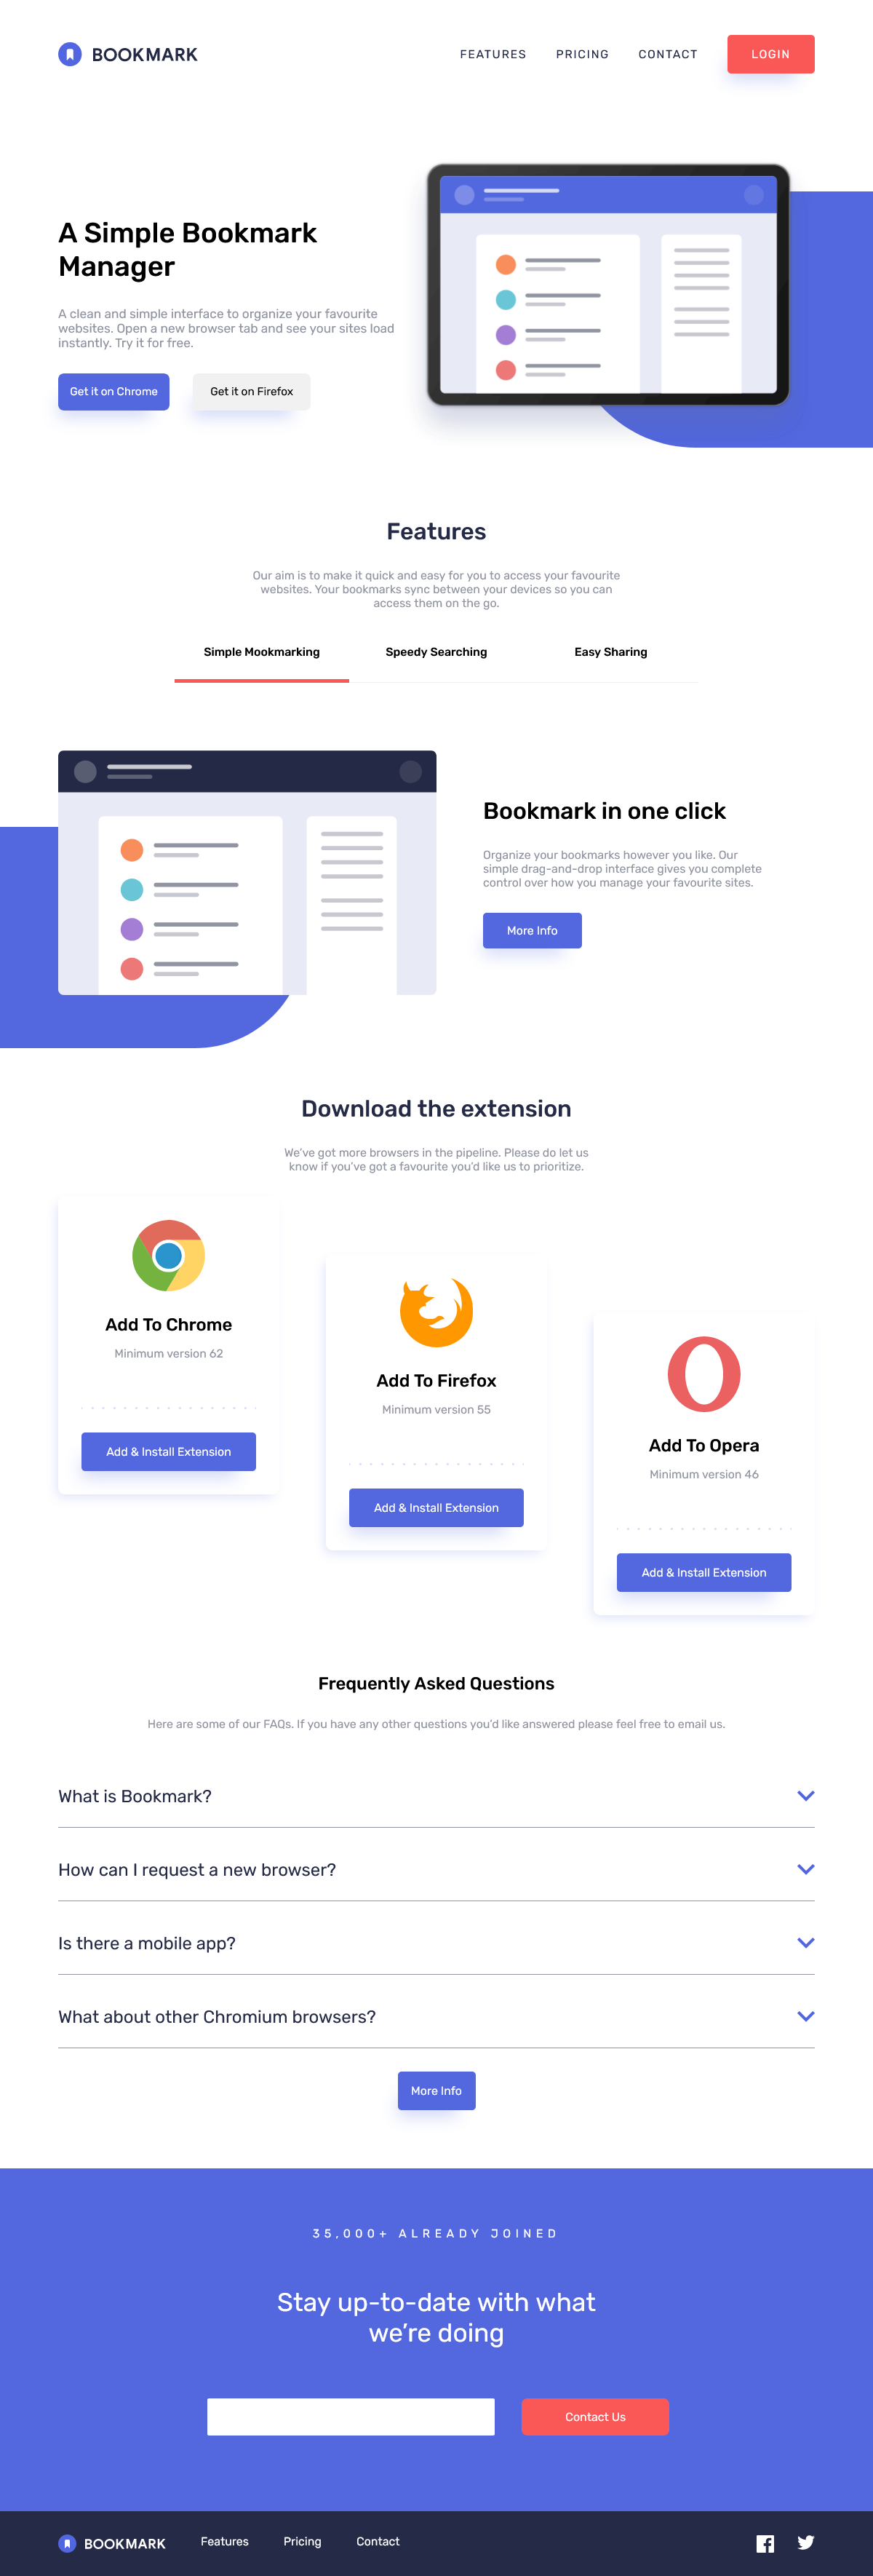 BOOKMARK
FEATURES PRICING CONTACT LOGIN
A Simple Bookmark
Manager
A clean and simple interface to organize your favourite
websites. Open a new browser tab and see your sites load
instantly. Try it for free.
Get it on Chrome Get it on Firefox
Features
Our aim is to make it quick and easy for you to access your favourite
websites. Your bookmarks sync between your devices so you can
access them on the go.
Simple Mookmarking Speedy Searching Easy Sharing
Bookmark in one click
Organize your bookmarks however you like. Our
simple drag-and-drop interface gives you complete
control over how you manage your favourite sites.
More Info
Download the extension
We've got more browsers in the pipeline. Please do let us
know if you've got a favourite you'd like us to prioritize.
Add To Chrome
Minimum version 62
Add & Install Extension
Add To Firefox
Minimum version 55
Add & Install Extension
Add To Opera
Minimum version 46
Add & Install Extension
Frequently Asked Questions
Here are some of our FAQs. If you have any other questions you'd like answered please feel free to email us.
What is Bookmark?
How can I request a new browser?
Is there a mobile app?
What about other Chromium browsers?
More Info
35,000+ ALREADY JOINED
Stay up-to-date with what
we're doing
Contact Us
BOOKMARK Features Pricing Contact